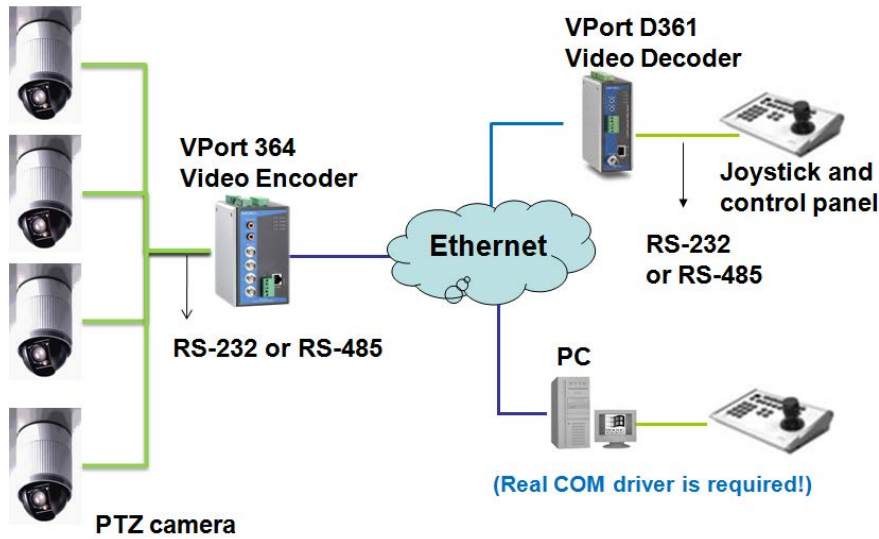 VPort D361
Video Decoder
VPort 364
Video Encoder
Joystick and
control panel
Ethernet
RS-232
or RS-485
RS-232 or RS-485
PC
(Real COM driver is required!)
PTZ camera